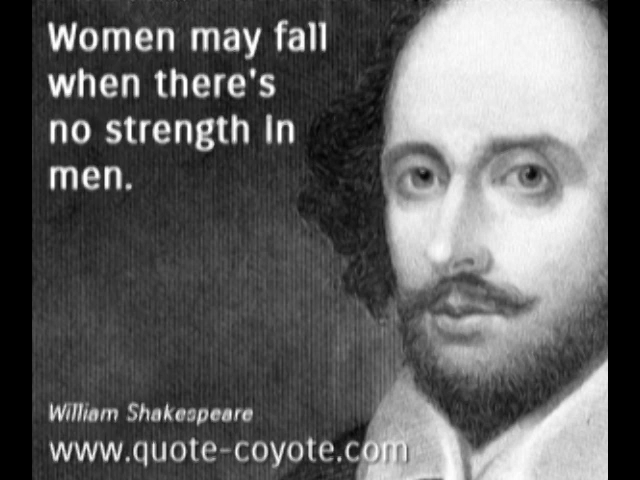 Women may fall
when there's
no strength in
men.
William Shakespeare
www.quote-coyote.com